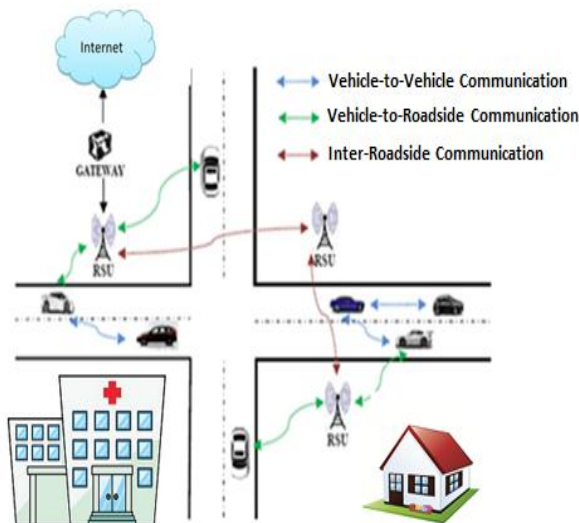 Internet
Vehicle-to-Vehicle Communication
Vehicle-to-Roadside Communication
Inter-Roadside Communication
GATEWAY
RSU
RSU
RSU